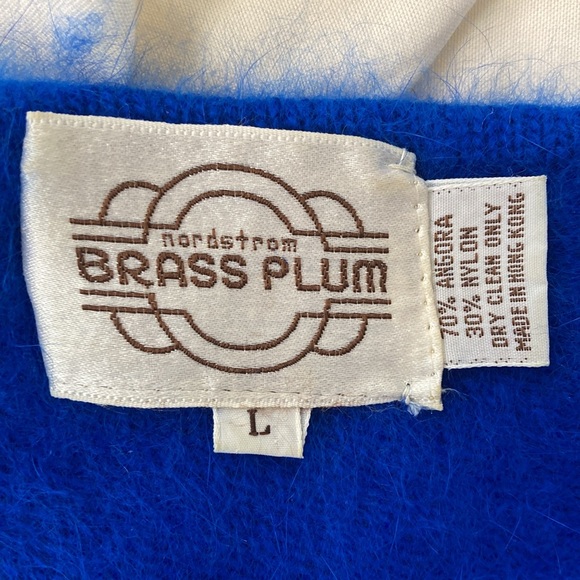 nordstrom
BRASS PLUM
L
70% ANGORA
30% NYLON
DRY CLEAN ONLY
MADE IN HONG KONG